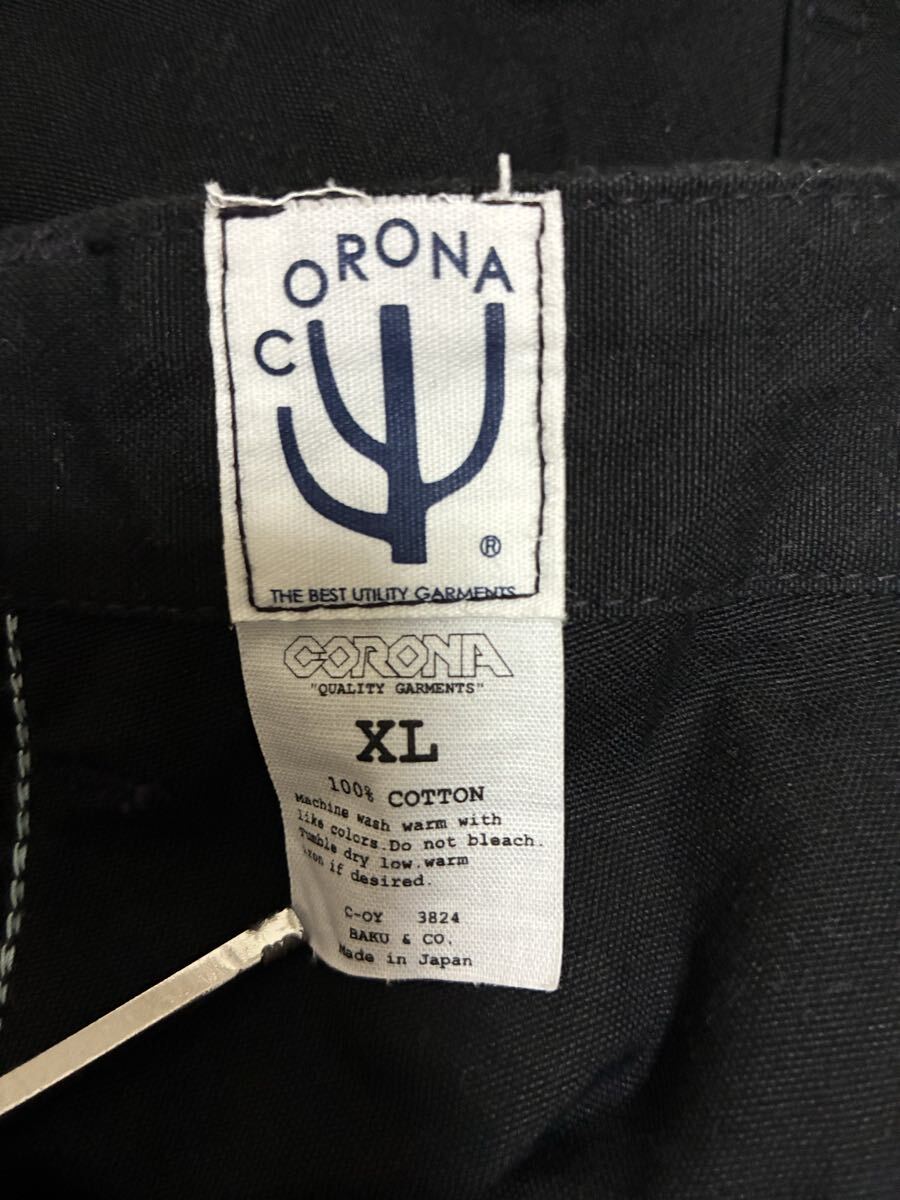 CORONA
®
THE BEST UTILITY GARMENTS
CORONA
"QUALITY GARMENTS"
XL
100% COTTON
Machine wash warm with
like colors.Do not bleach.
Tumble dry low.warm
iron if desired.
C-OY 3824
BAKU & CO.
Made in Japan